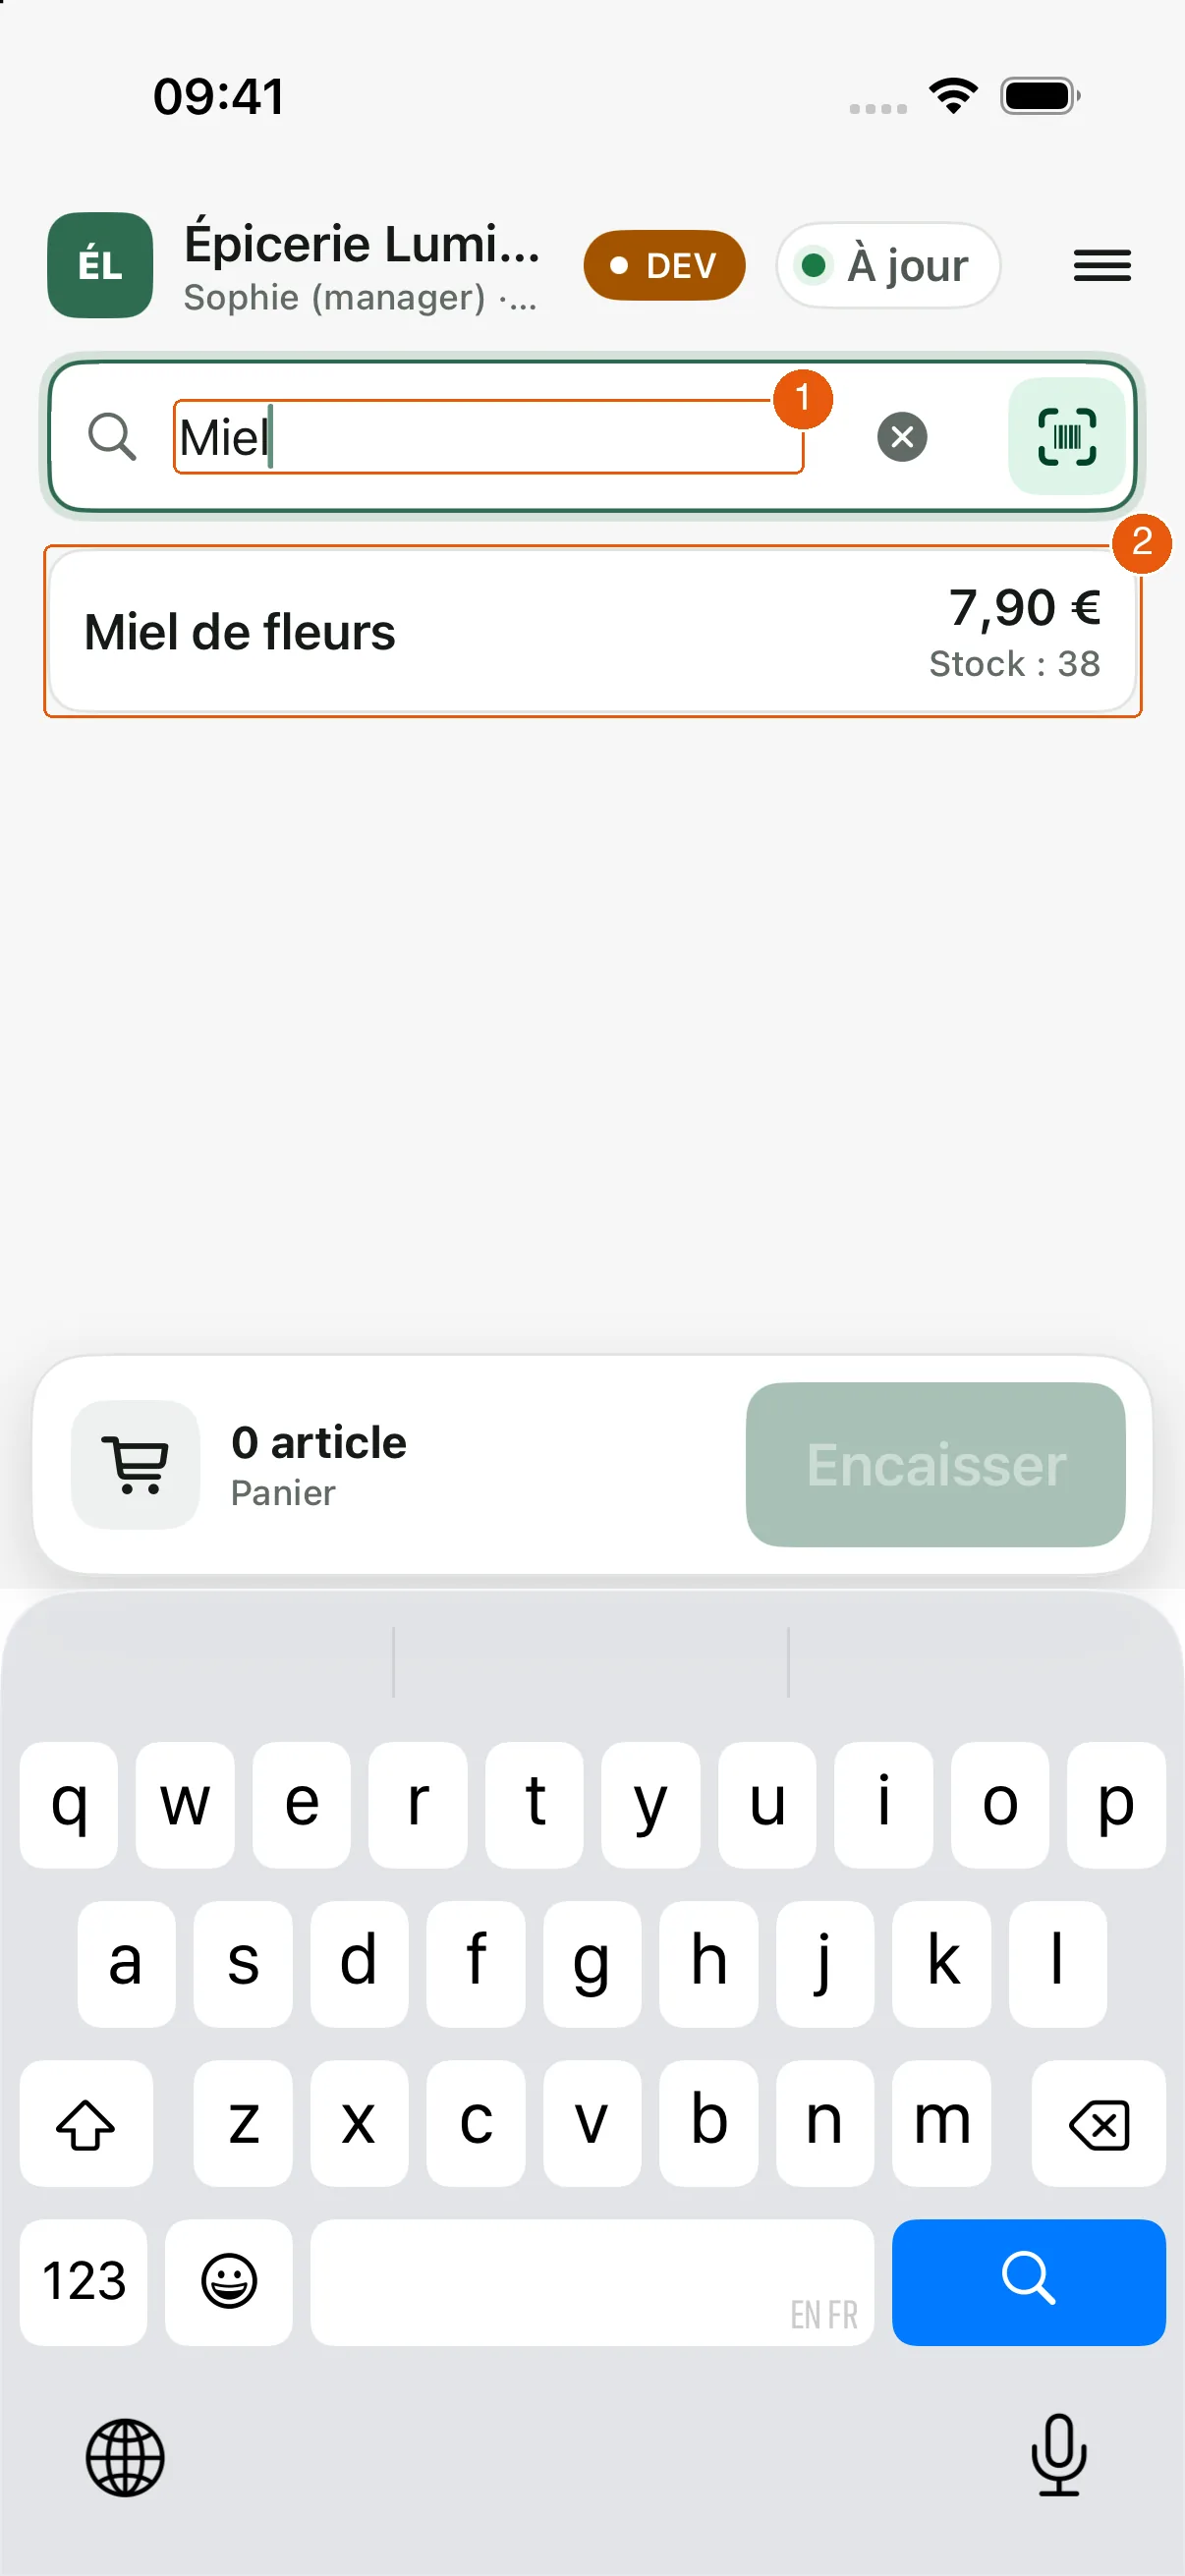 09:41
ÉL
Épicerie Lumi...
Sophie (manager) ·...
DEV
À jour
Miel
1
2
Miel de fleurs
7,90 €
Stock : 38
0 article
Panier
Encaisser
q w e r t y u i o p
a s d f g h j k l
z x c v b n m
123
EN FR